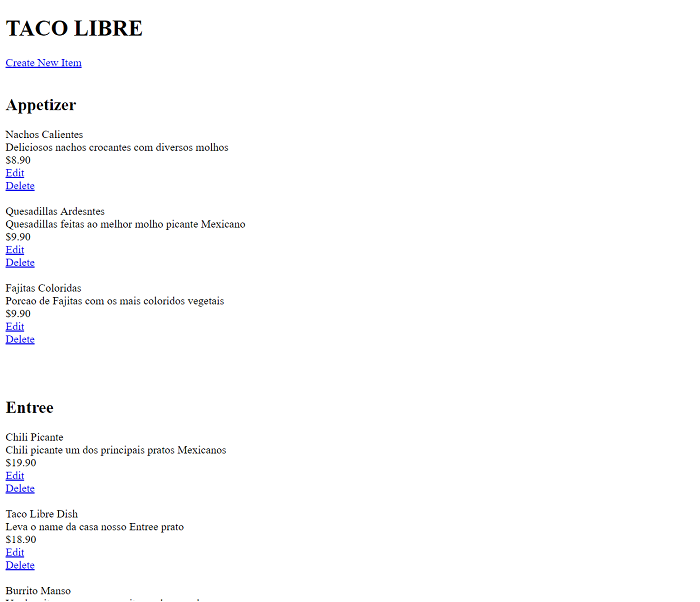 TACO LIBRE
Create New Item
Appetizer
Nachos Calientes
Deliciosos nachos crocantes com diversos molhos
$8.90
Edit
Delete
Quesadillas Ardesntes
Quesadillas feitas ao melhor molho picante Mexicano
$9.90
Edit
Delete
Fajitas Coloridas
Porcao de Fajitas com os mais coloridos vegetais
$9.90
Edit
Delete
Entree
Chili Picante
Chili picante um dos principais pratos Mexicanos
$19.90
Edit
Delete
Taco Libre Dish
Leva o name da casa nosso Entree prato
$18.90
Edit
Delete
Burrito Manso